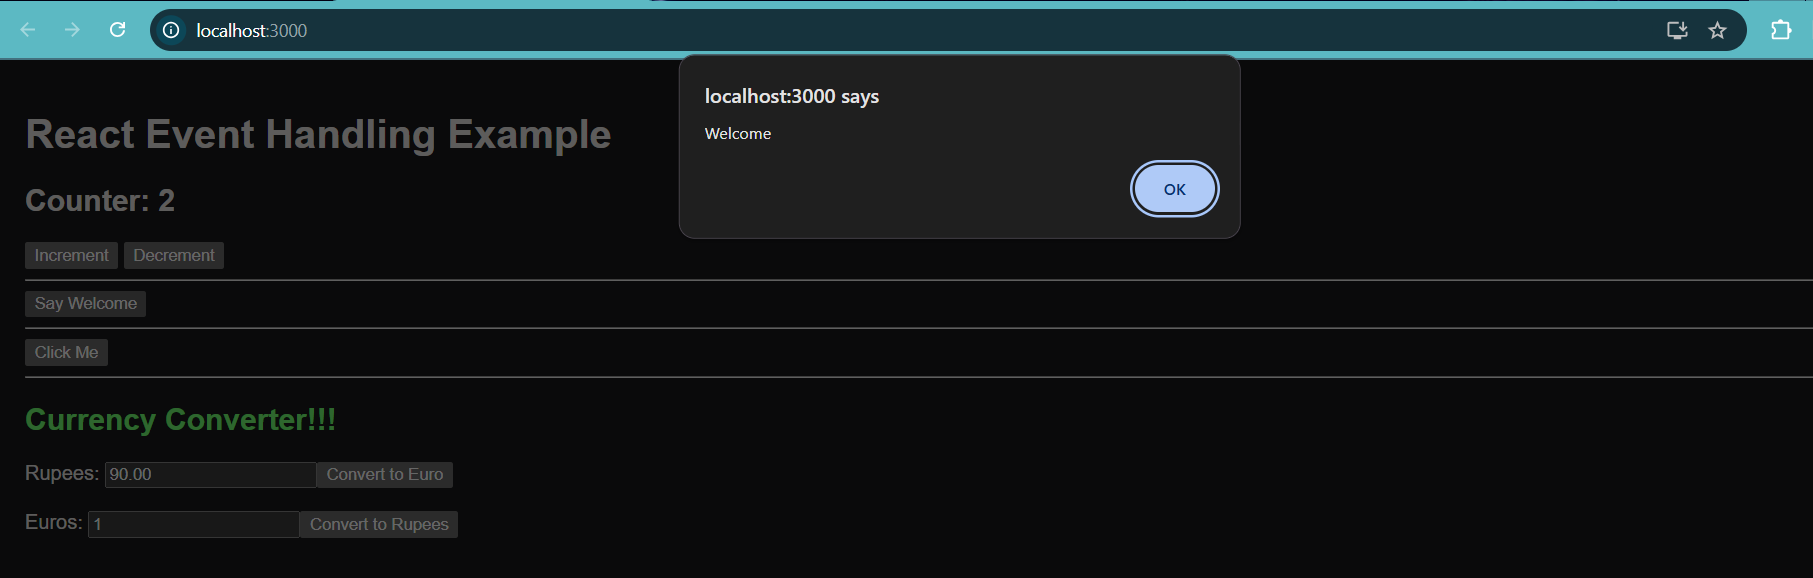 localhost:3000
localhost:3000 says
Welcome
OK
React Event Handling Example
Counter: 2
Increment Decrement
Say Welcome
Click Me
Currency Converter!!!
Rupees: 90.00 Convert to Euro
Euros: 1 Convert to Rupees